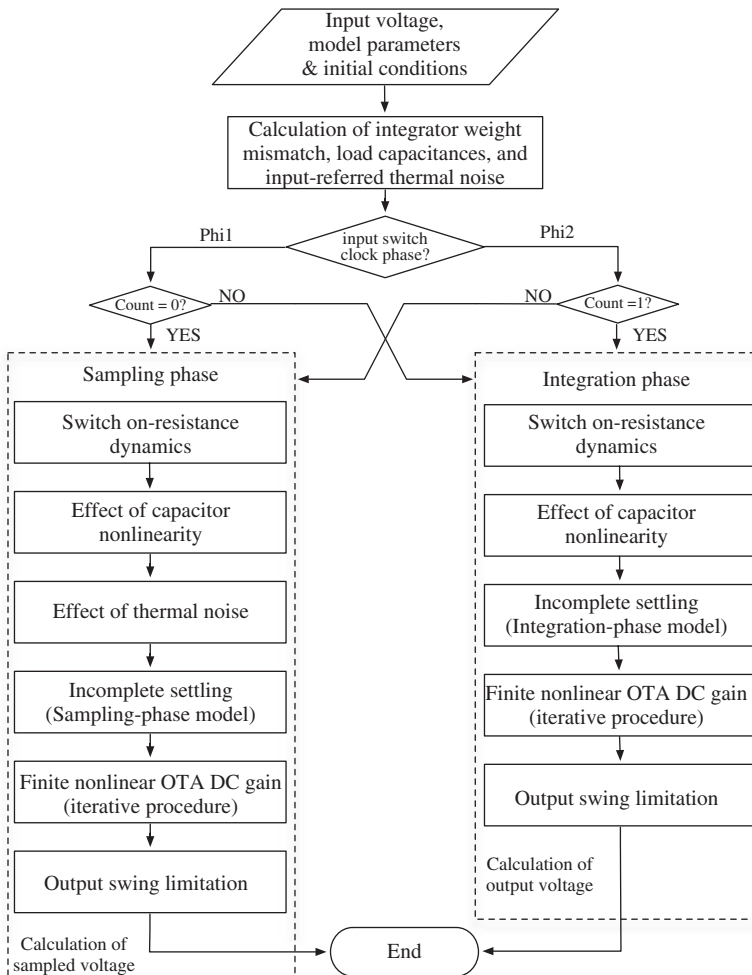 Input voltage,
model parameters
& initial conditions
Calculation of integrator weight
mismatch, load capacitances, and
input-referred thermal noise
input switch
clock phase?
Phi1
Phi2
Count = 0?
NO
YES
NO
Count =1?
YES
Sampling phase
Switch on-resistance
dynamics
Effect of capacitor
nonlinearity
Effect of thermal noise
Incomplete settling
(Sampling-phase model)
Finite nonlinear OTA DC gain
(iterative procedure)
Output swing limitation
Calculation of
sampled voltage
Integration phase
Switch on-resistance
dynamics
Effect of capacitor
nonlinearity
Incomplete settling
(Integration-phase model)
Finite nonlinear OTA DC gain
(iterative procedure)
Output swing limitation
Calculation of
output voltage
End